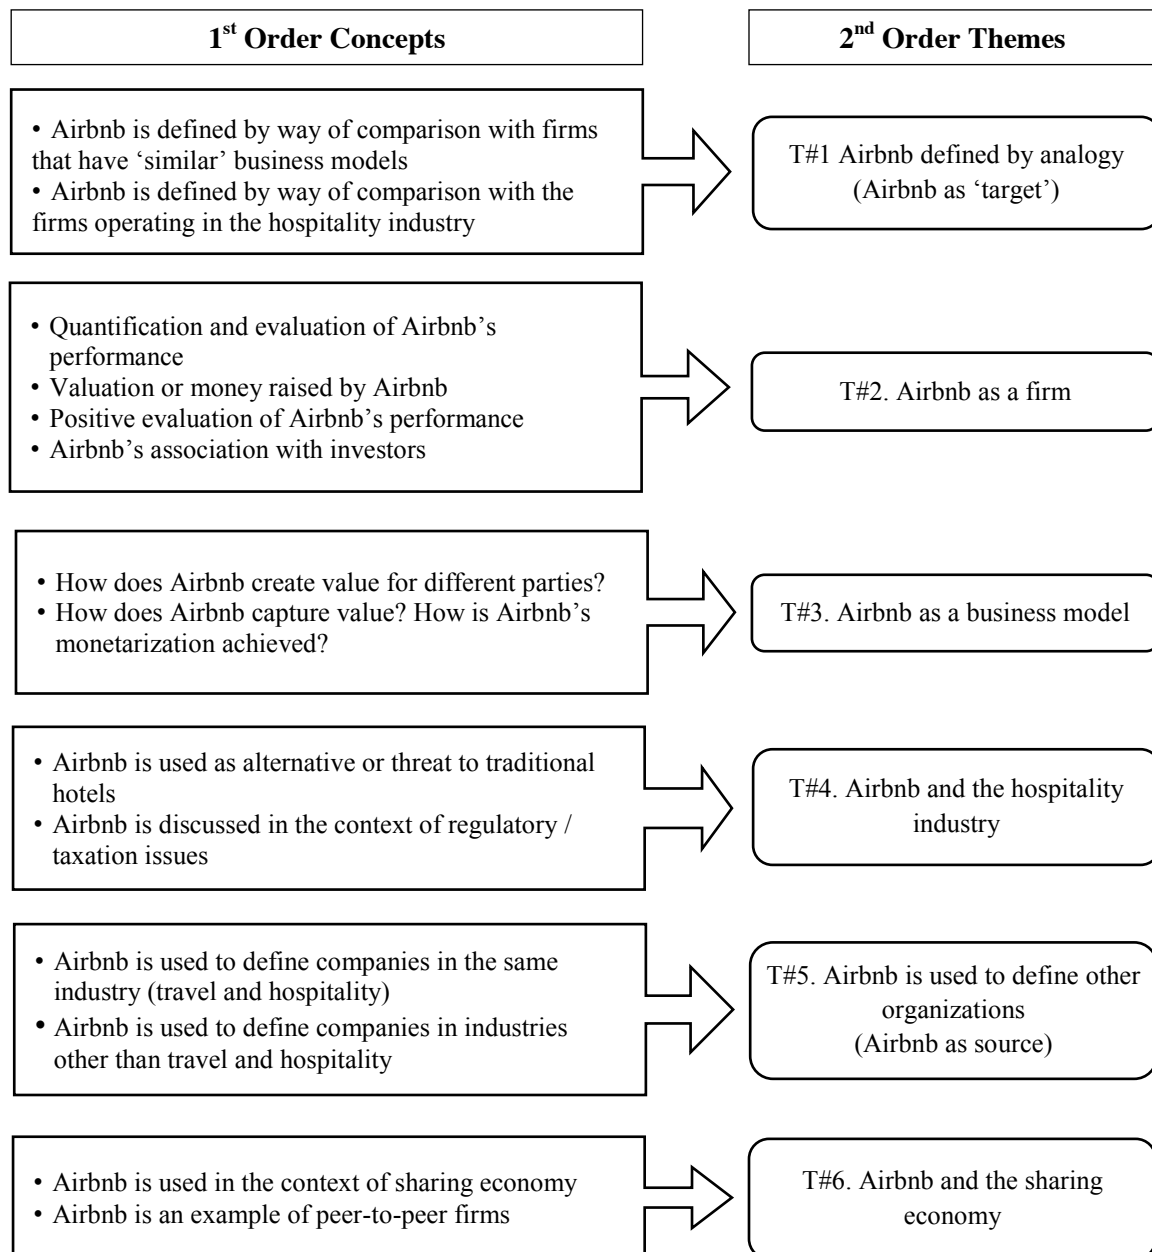 1st Order Concepts
2nd Order Themes
• Airbnb is defined by way of comparison with firms
that have ‘similar’ business models
• Airbnb is defined by way of comparison with the
firms operating in the hospitality industry
T#1 Airbnb defined by analogy
(Airbnb as ‘target’)
• Quantification and evaluation of Airbnb’s
performance
• Valuation or money raised by Airbnb
• Positive evaluation of Airbnb’s performance
• Airbnb’s association with investors
T#2. Airbnb as a firm
• How does Airbnb create value for different parties?
• How does Airbnb capture value? How is Airbnb’s
monetarization achieved?
T#3. Airbnb as a business model
• Airbnb is used as alternative or threat to traditional
hotels
• Airbnb is discussed in the context of regulatory /
taxation issues
T#4. Airbnb and the hospitality
industry
• Airbnb is used to define companies in the same
industry (travel and hospitality)
• Airbnb is used to define companies in industries
other than travel and hospitality
T#5. Airbnb is used to define other
organizations
(Airbnb as source)
• Airbnb is used in the context of sharing economy
• Airbnb is an example of peer-to-peer firms
T#6. Airbnb and the sharing
economy